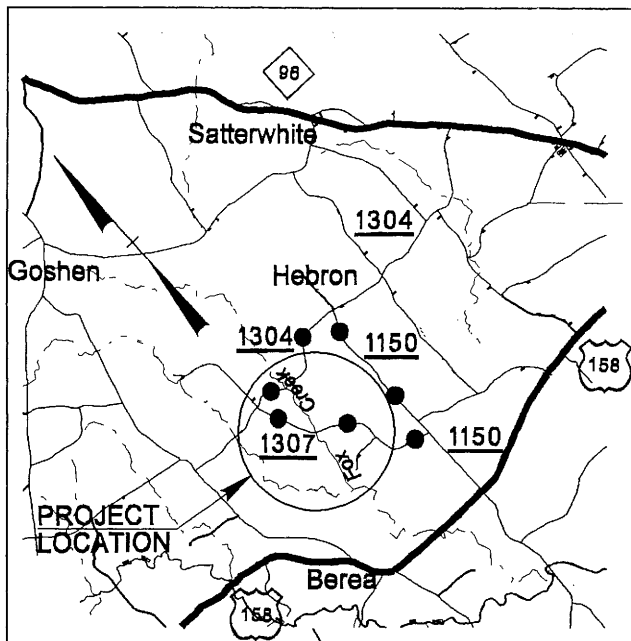 96
Satterwhite
1304
Goshen
Hebron
1304
1150
158
Creek
1307
Fox
1150
PROJECT
LOCATION
Berea
158